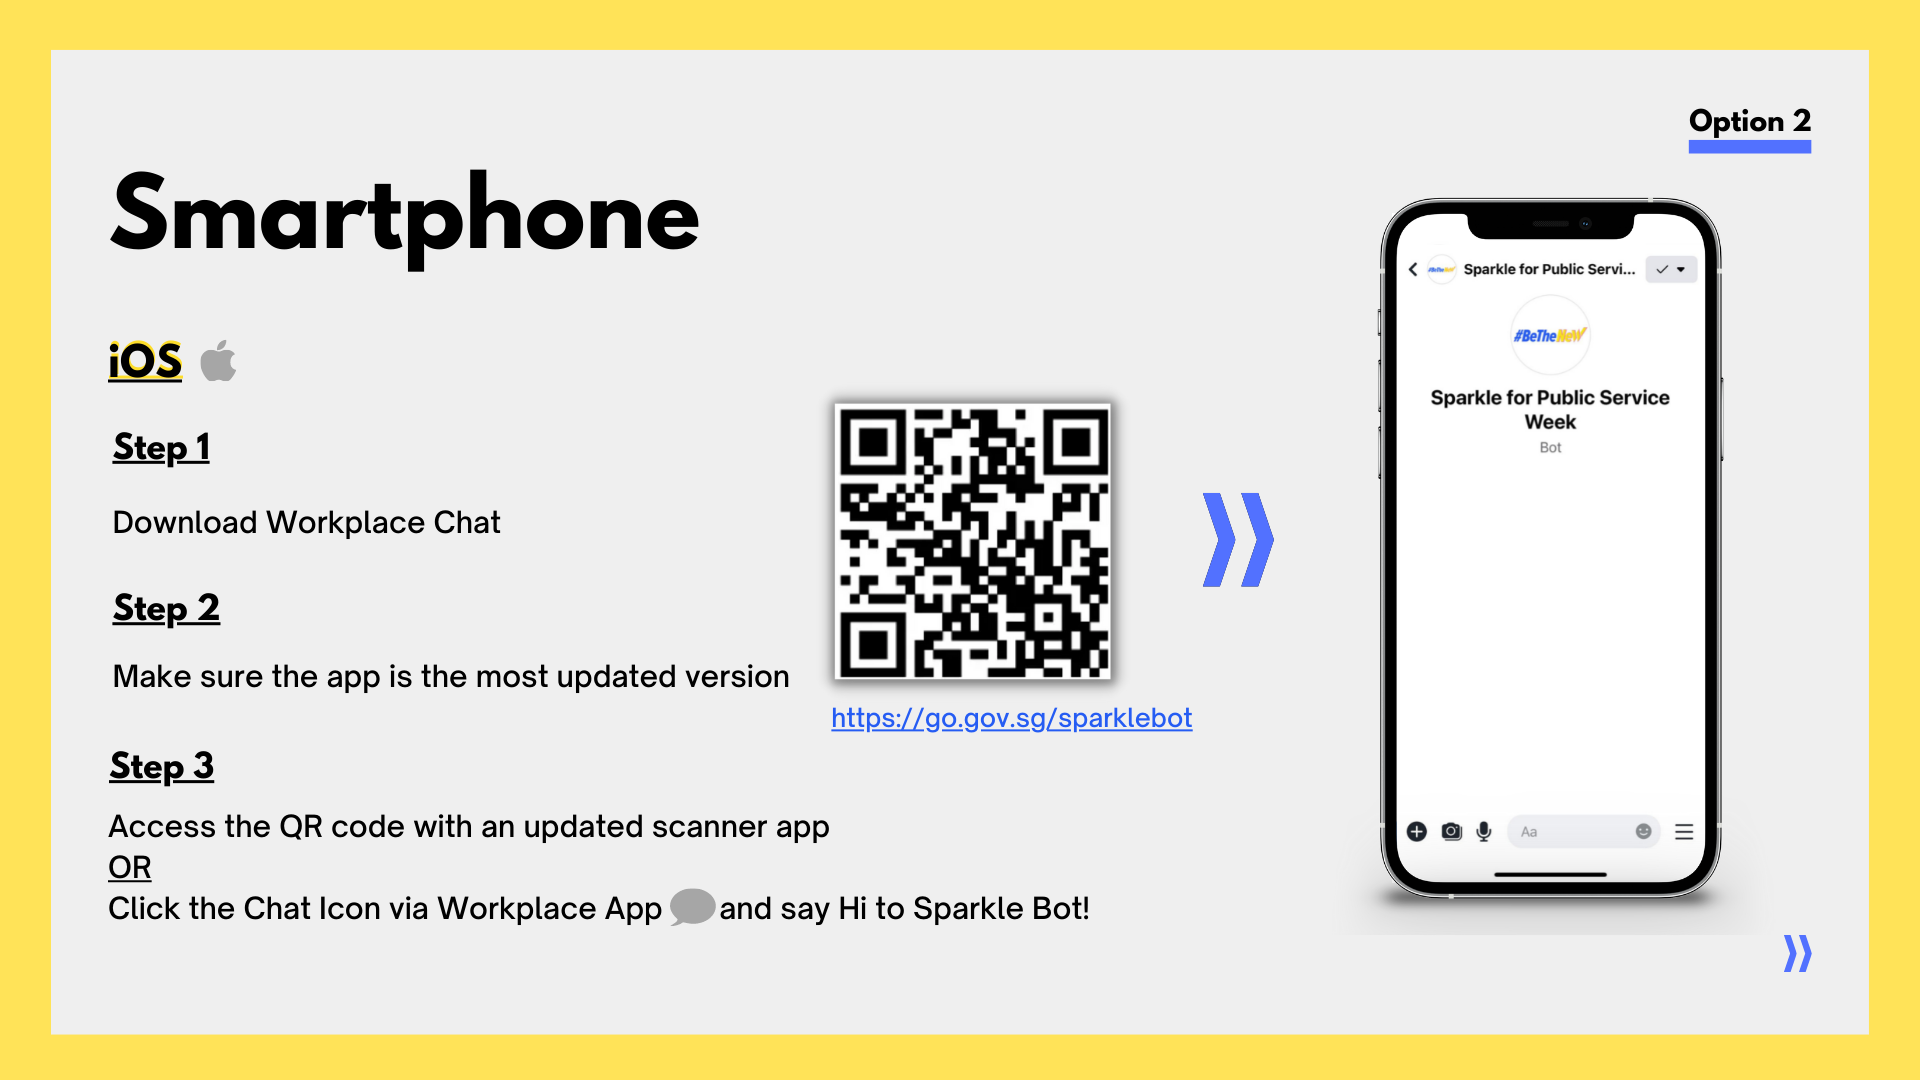 Option 2
Smartphone
iOS
Step 1
Download Workplace Chat
Step 2
Make sure the app is the most updated version
Step 3
Access the QR code with an updated scanner app
OR
Click the Chat Icon via Workplace App and say Hi to Sparkle Bot!
https://go.gov.sg/sparklebot
#BeTheNeW Sparkle for Public Servi...
#BeTheNeW
Sparkle for Public Service
Week
Bot
Aa